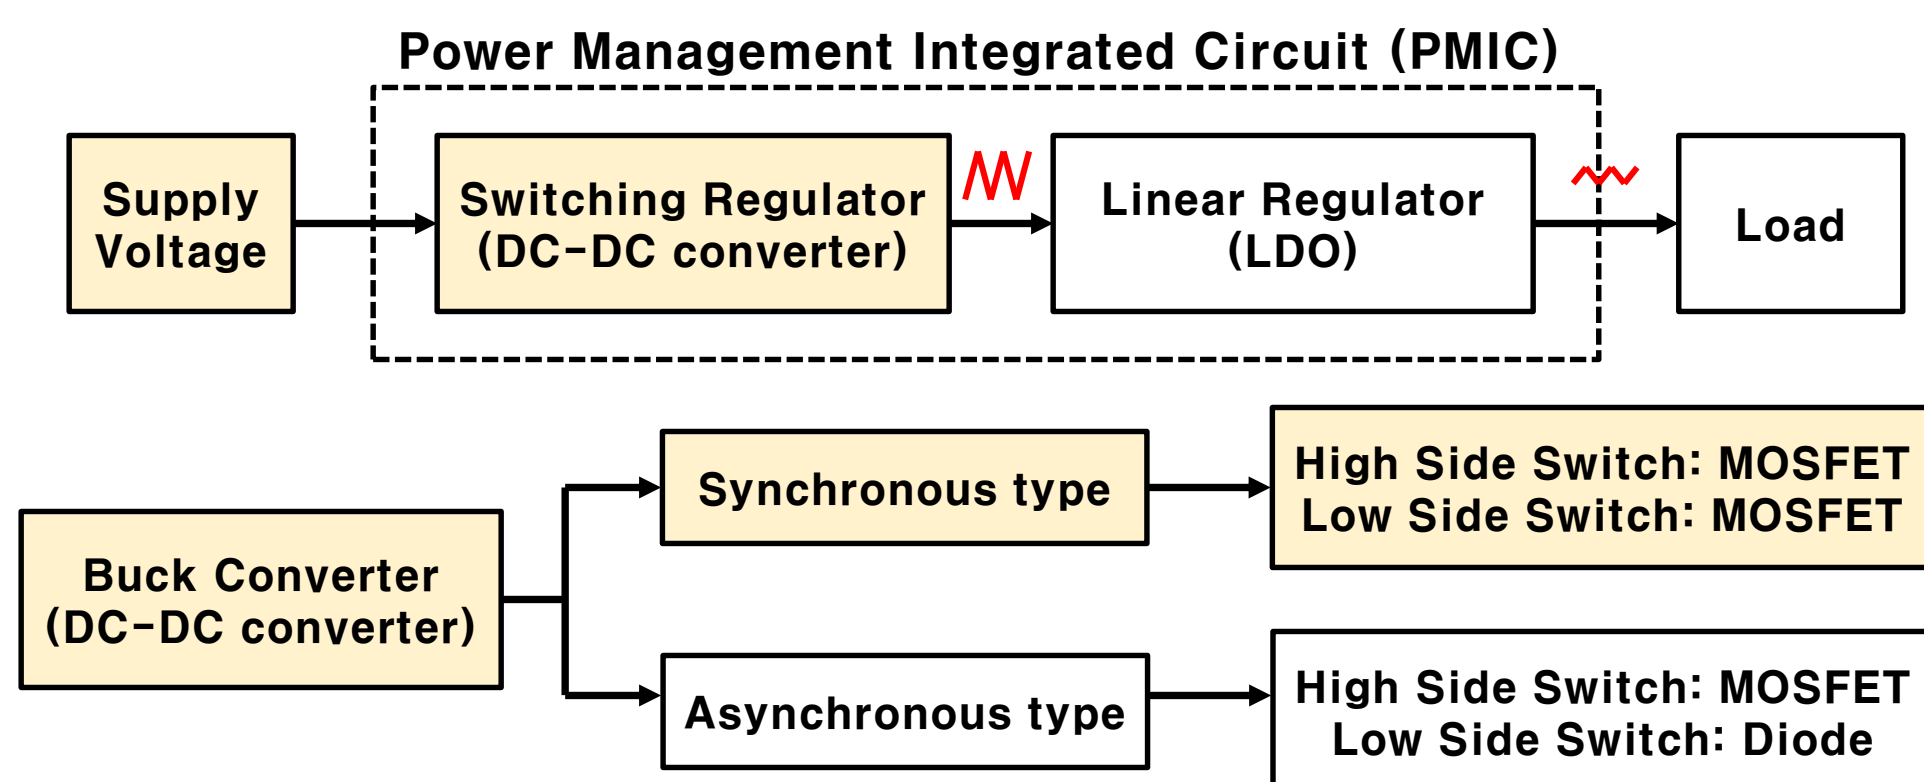 Power Management Integrated Circuit (PMIC)
Supply
Voltage
Switching Regulator
(DC-DC converter)
Linear Regulator
(LDO)
Load
Buck Converter
(DC-DC converter)
Synchronous type
High Side Switch: MOSFET
Low Side Switch: MOSFET
Asynchronous type
High Side Switch: MOSFET
Low Side Switch: Diode